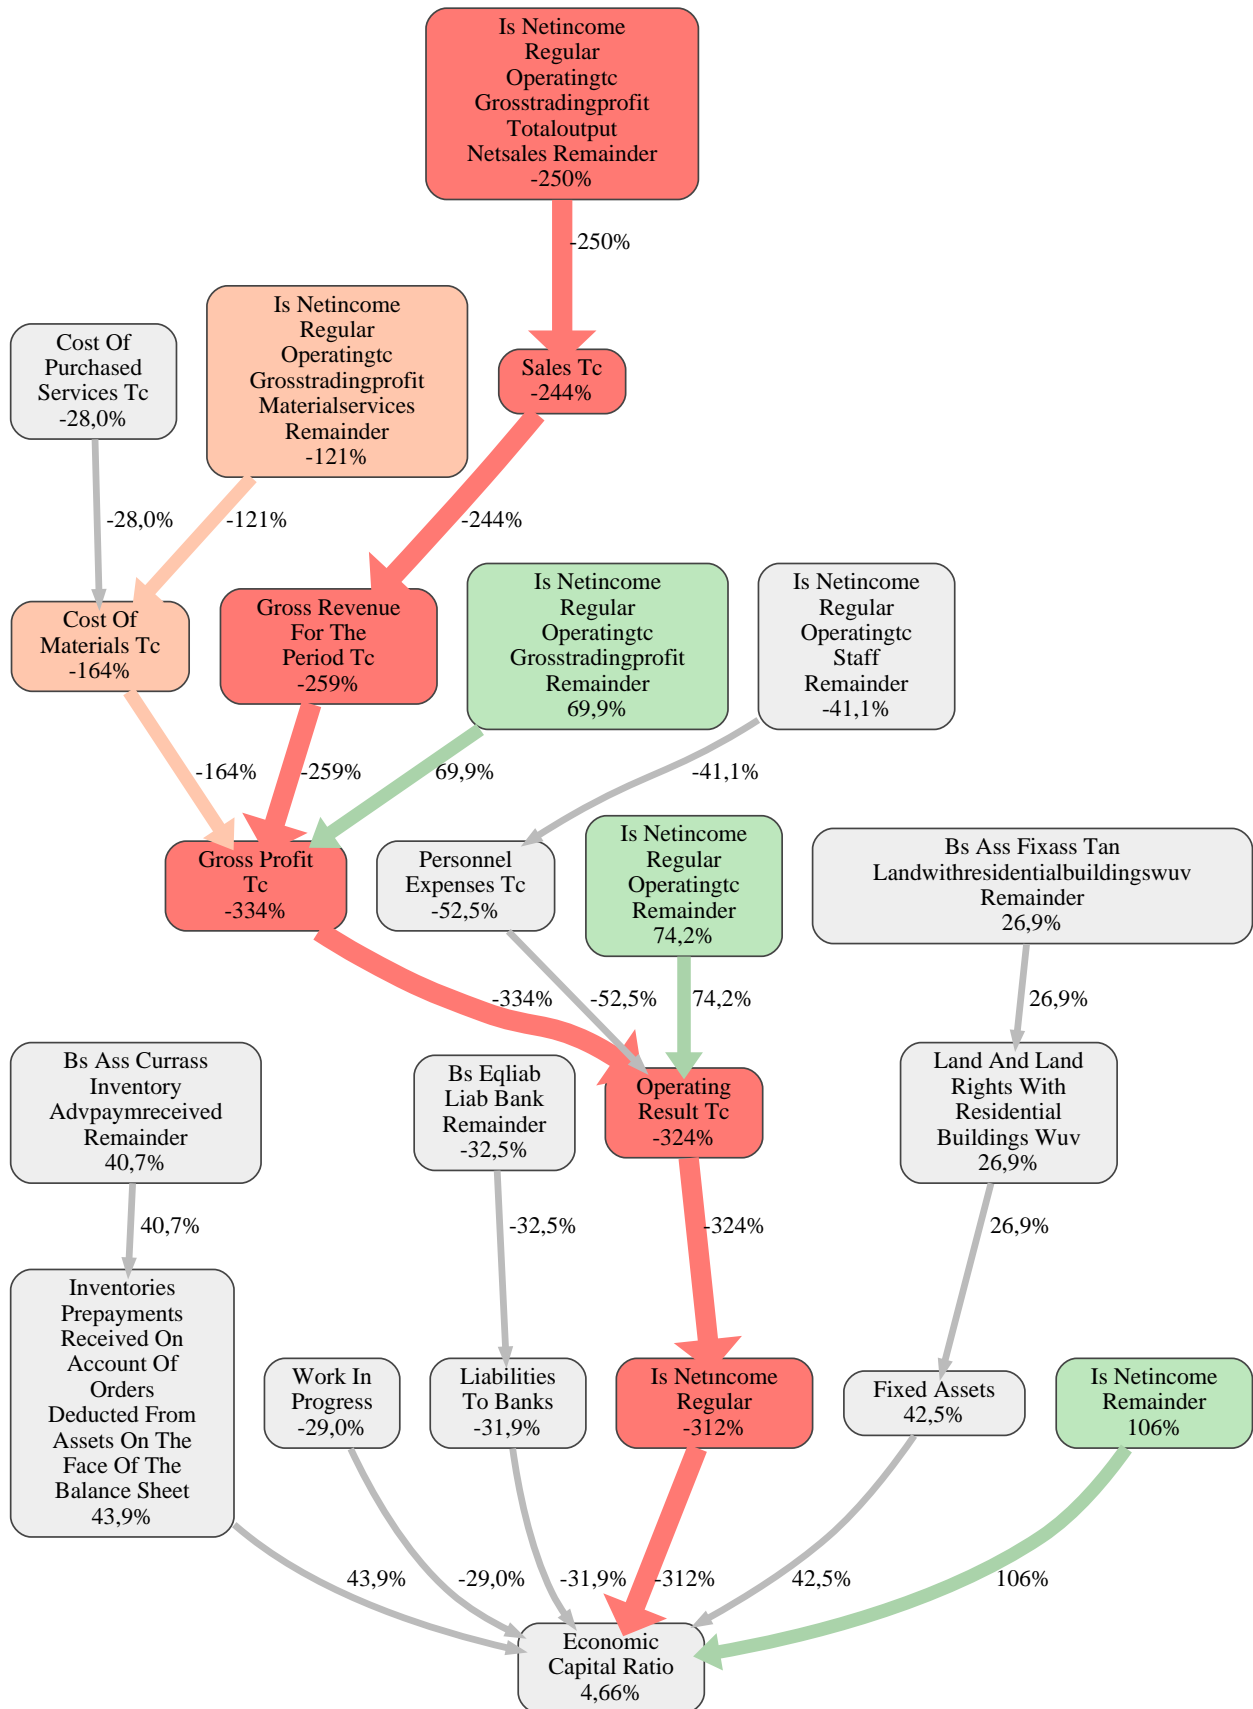 Is Netincome
Regular
Operatingtc
Grosstradingprofit
Totaloutput
Netsales Remainder
-250%
-250%
Cost Of
Purchased
Services Tc
-28,0%
Is Netincome
Regular
Operatingtc
Grosstradingprofit
Materialservices
Remainder
-121%
Sales Tc
-244%
-28,0%
-121%
-244%
Cost Of
Materials Tc
-164%
Gross Revenue
For The
Period Tc
-259%
Is Netincome
Regular
Operatingtc
Grosstradingprofit
Remainder
69,9%
Is Netincome
Regular
Operatingtc
Staff
Remainder
-41,1%
-164%
-259%
69,9%
-41,1%
Gross Profit
Tc
-334%
Personnel
Expenses Tc
-52,5%
Is Netincome
Regular
Operatingtc
Remainder
74,2%
Bs Ass Fixass Tan
Landwithresidentialbuildingswuv
Remainder
26,9%
-334%
-52,5%
74,2%
26,9%
Bs Ass Currass
Inventory
Advpaymreceived
Remainder
40,7%
Bs Eqliab
Liab Bank
Remainder
-32,5%
Operating
Result Tc
-324%
Land And Land
Rights With
Residential
Buildings Wuv
26,9%
40,7%
-32,5%
-324%
26,9%
Inventories
Prepayments
Received On
Account Of
Orders
Deducted From
Assets On The
Face Of The
Balance Sheet
43,9%
Work In
Progress
-29,0%
Liabilities
To Banks
-31,9%
Is Netincome
Regular
-312%
Fixed Assets
42,5%
Is Netincome
Remainder
106%
43,9%
-29,0%
-31,9%
-312%
42,5%
106%
Economic
Capital Ratio
4,66%